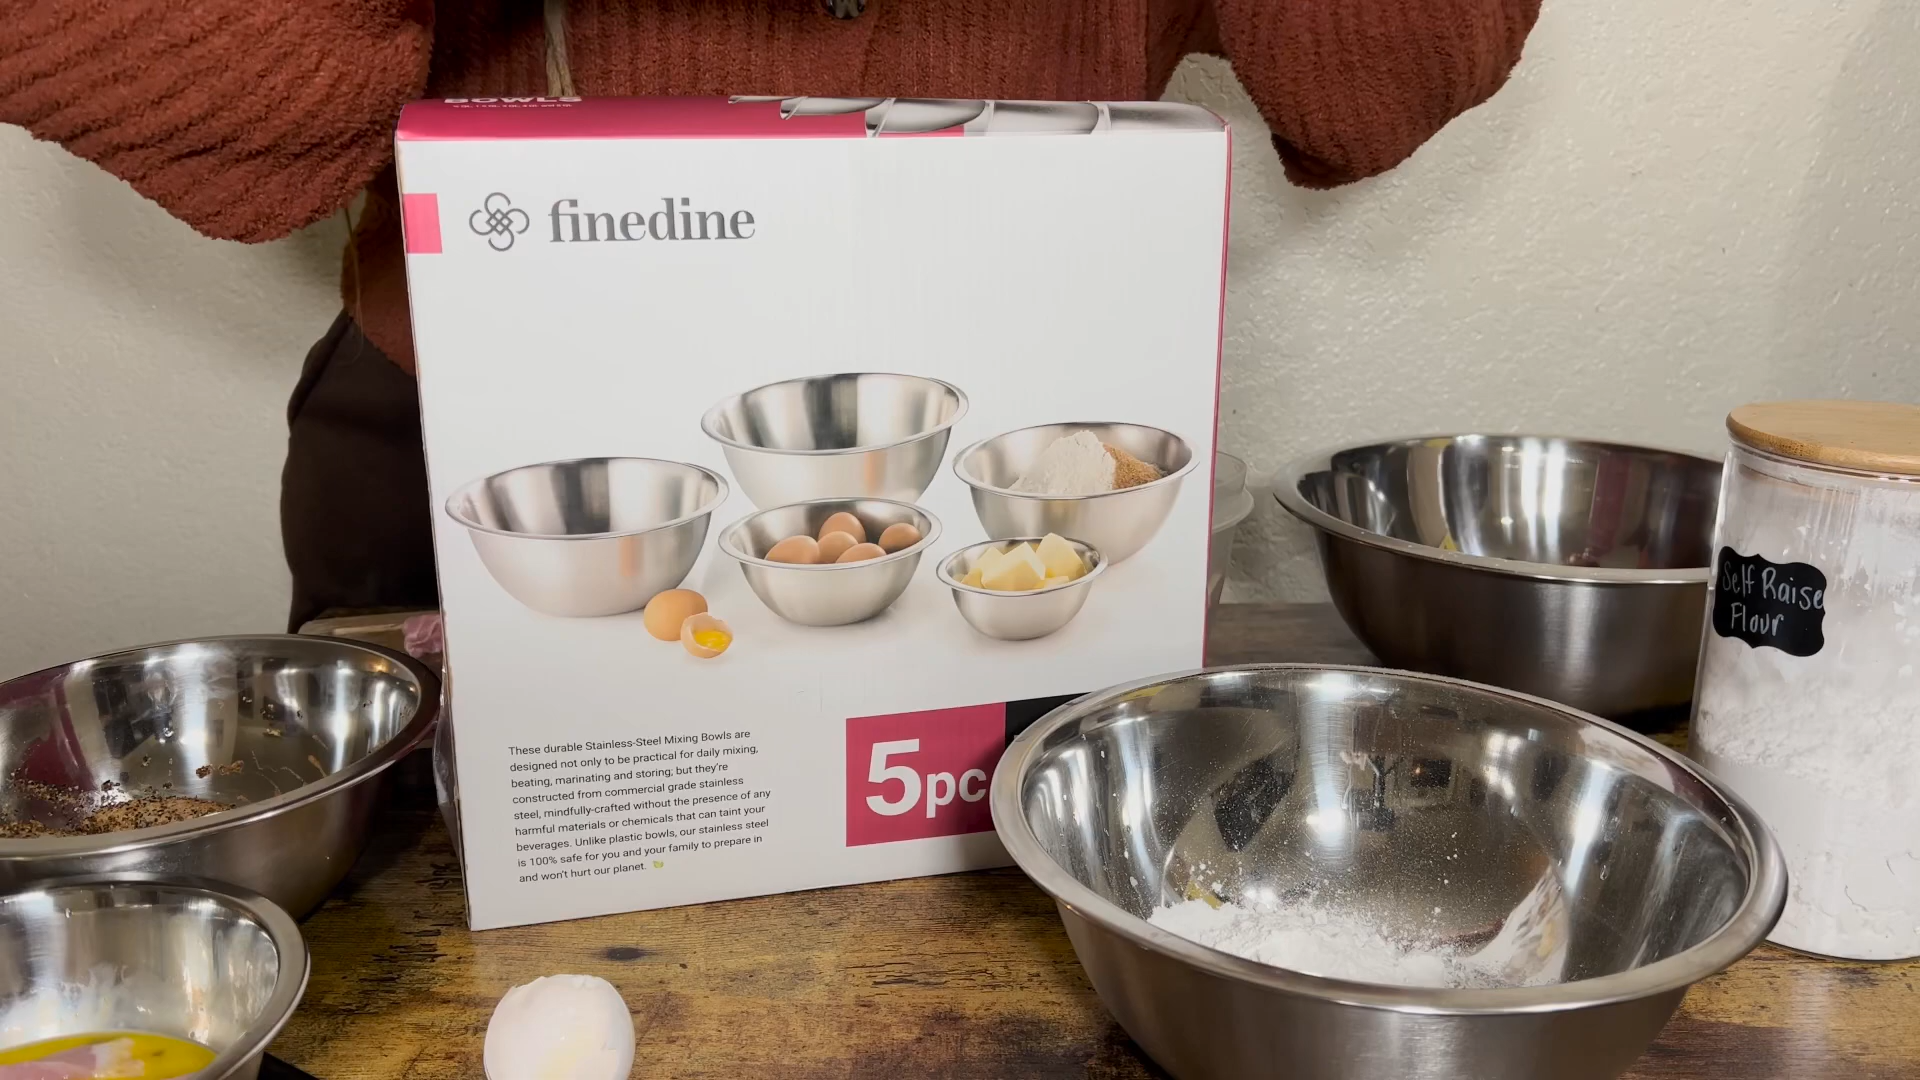 BOWLS
finedine
These durable Stainless-Steel Mixing Bowls are
designed not only to be practical for daily mixing,
beating, marinating and storing; but they're
constructed from commercial grade stainless
steel, mindfully-crafted without the presence of any
harmful materials or chemicals that can taint your
beverages. Unlike plastic bowls, our stainless steel
is 100% safe for you and your family to prepare in
and won't hurt our planet.
5pc
Self Raise
Flour